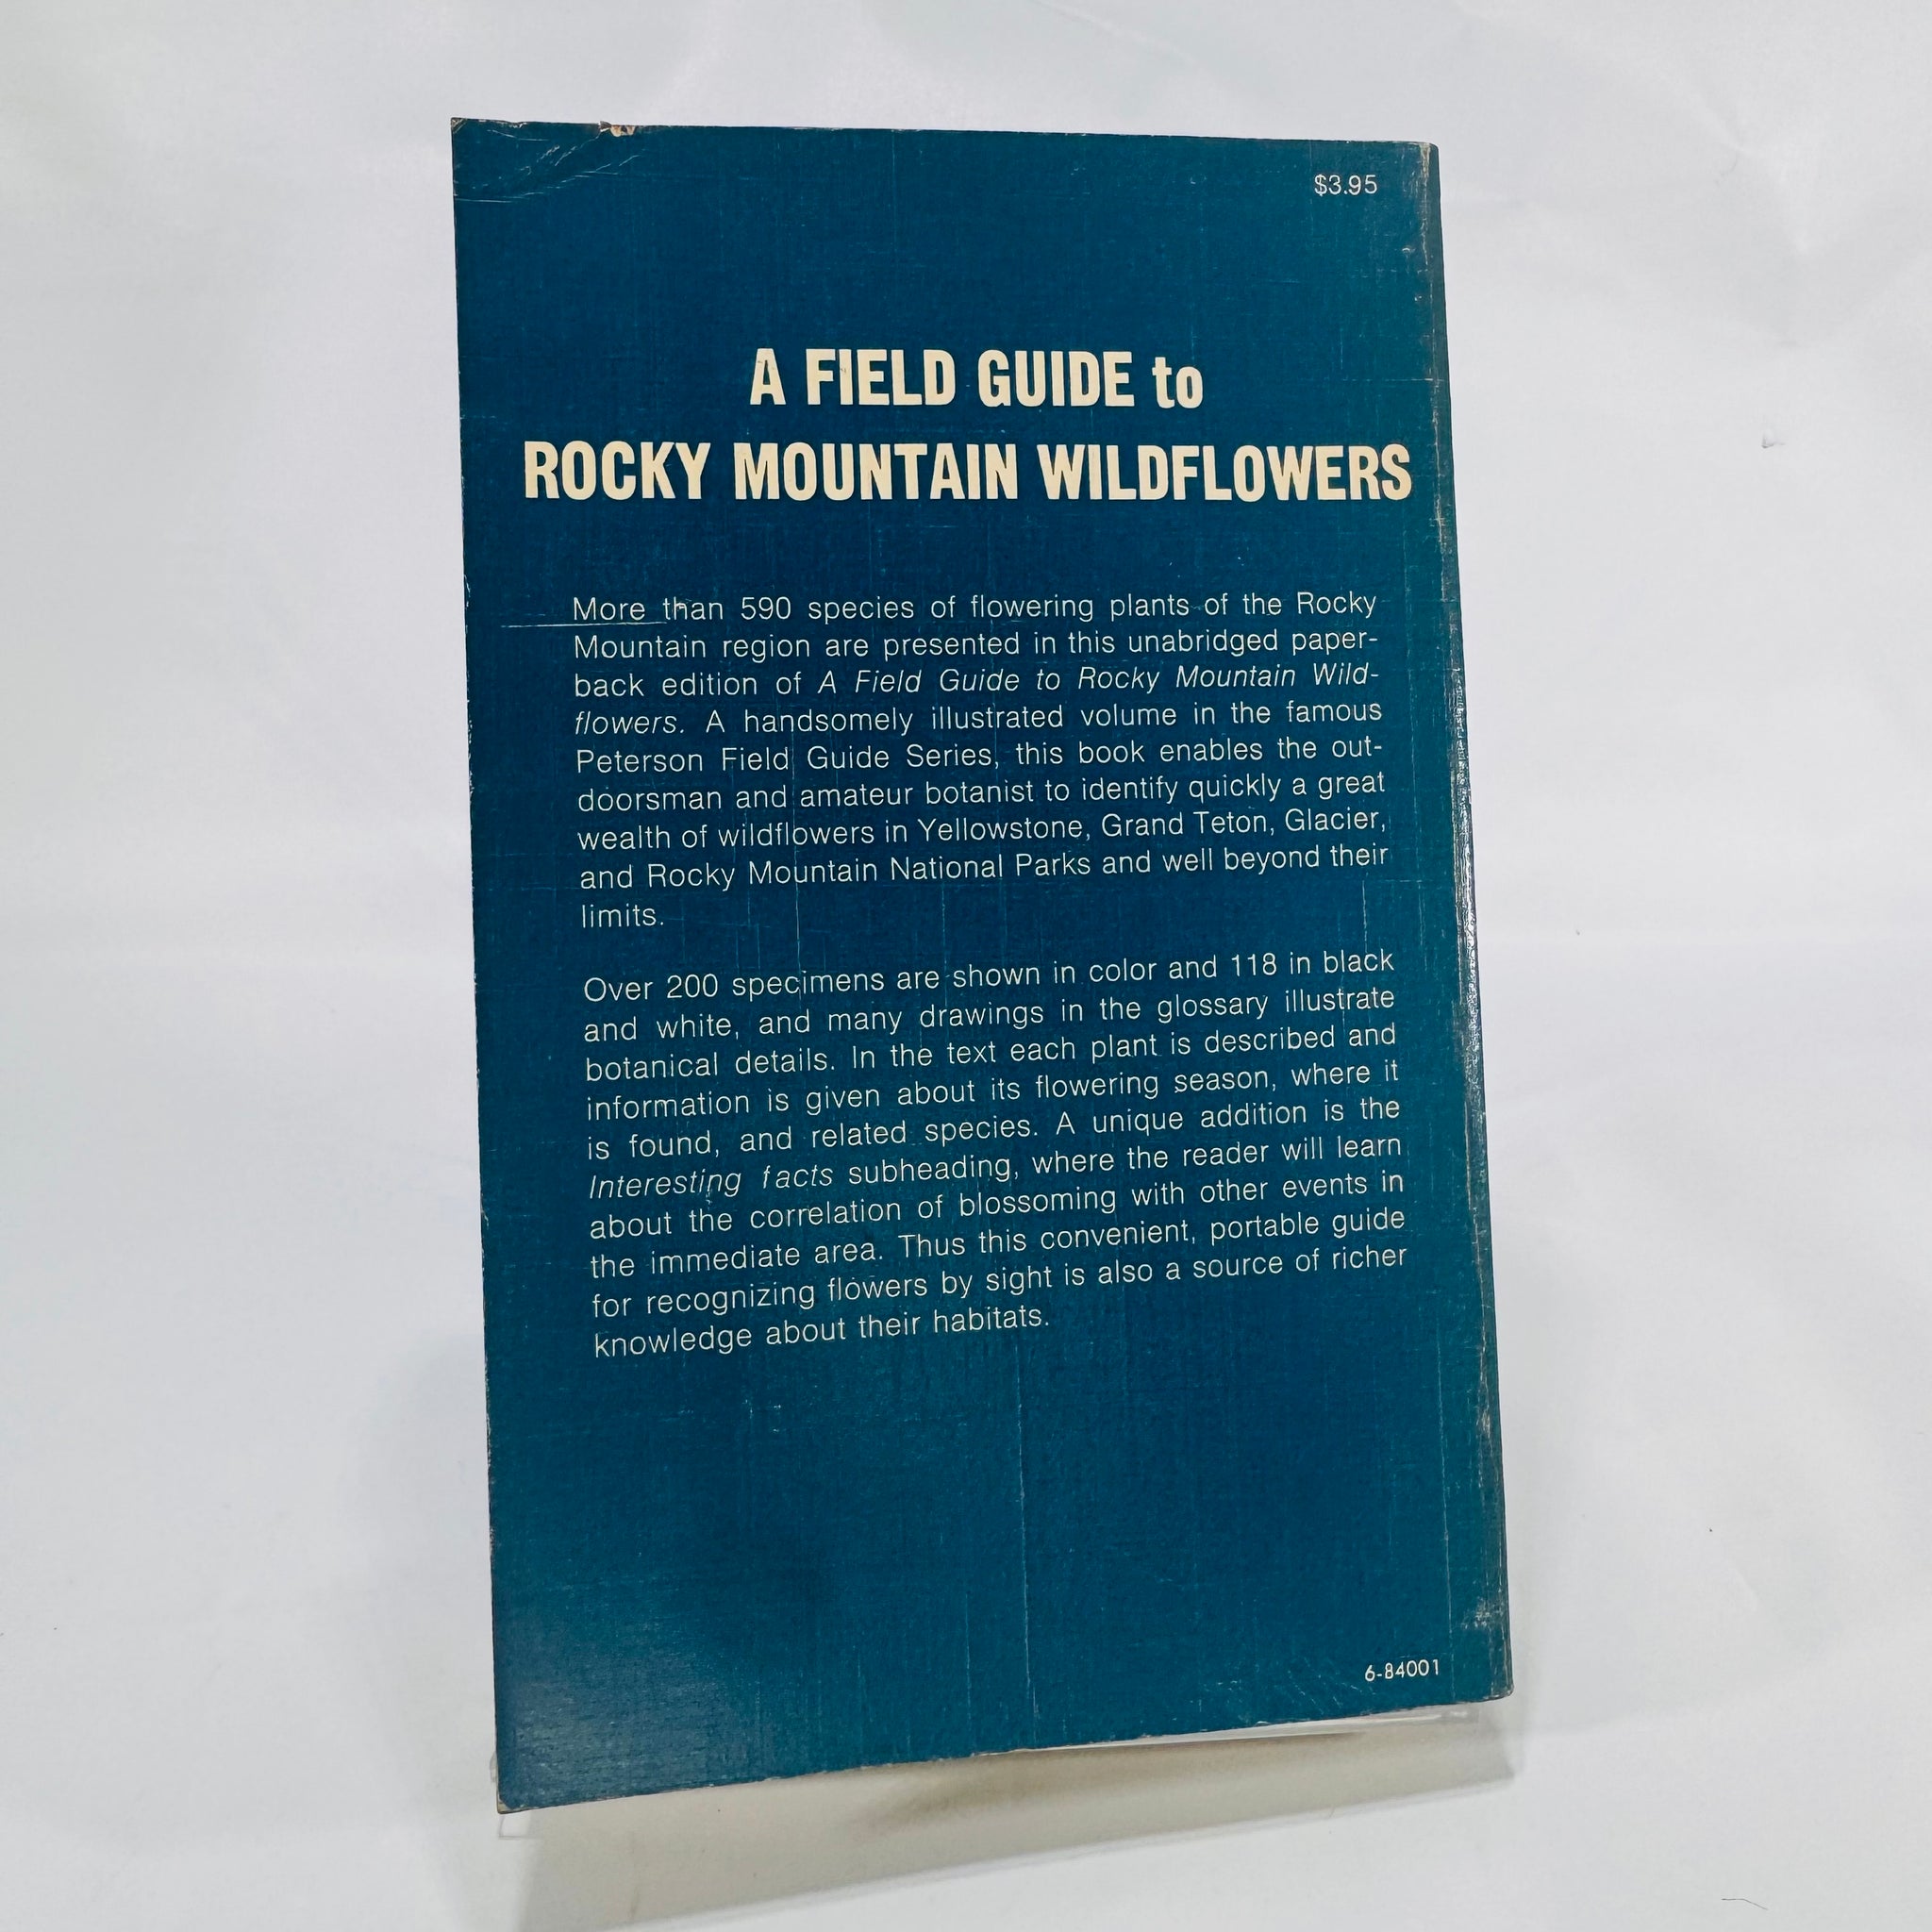 $3.95
A FIELD GUIDE to
ROCKY MOUNTAIN WILDFLOWERS
More than 590 species of flowering plants of the Rocky
Mountain region are presented in this unabridged paper-
back edition of A Field Guide to Rocky Mountain Wild-
flowers. A handsomely illustrated volume in the famous
Peterson Field Guide Series, this book enables the out-
doorsman and amateur botanist to identify quickly a great
wealth of wildflowers in Yellowstone, Grand Teton, Glacier,
and Rocky Mountain National Parks and well beyond their
limits.
Over 200 specimens are shown in color and 118 in black
and white, and many drawings in the glossary illustrate
botanical details. In the text each plant is described and
information is given about its flowering season, where it
is found, and related species. A unique addition is the
Interesting facts subheading, where the reader will learn
about the correlation of blossoming with other events in
the immediate area. Thus this convenient, portable guide
for recognizing flowers by sight is also a source of richer
knowledge about their habitats.
6-84001